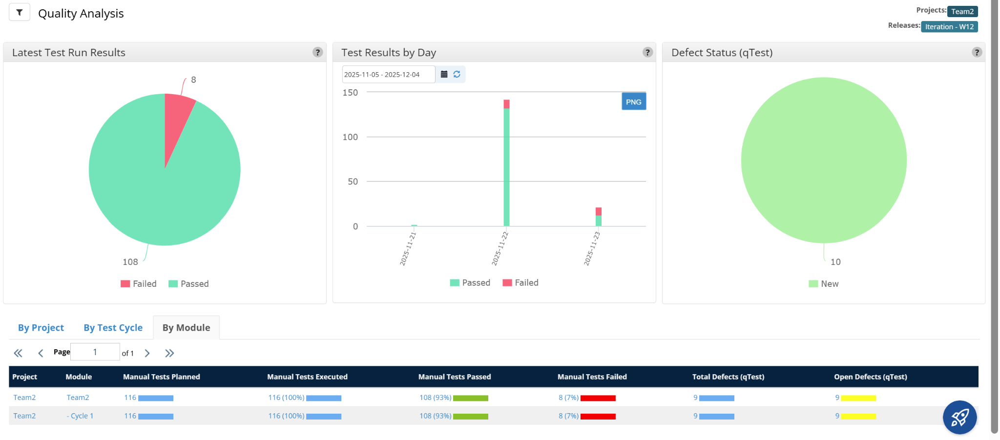 Quality Analysis
Projects: Team2
Releases: Iteration - W12
Latest Test Run Results ?
8
108
Failed Passed
Test Results by Day ?
2025-11-05 - 2025-12-04
PNG
150
100
50
0
2025-11-21
2025-11-22
2025-11-23
Passed Failed
Defect Status (qTest) ?
10
New
By Project By Test Cycle By Module
Page 1 of 1
Project Module Manual Tests Planned Manual Tests Executed Manual Tests Passed Manual Tests Failed Total Defects (qTest) Open Defects (qTest)
Team2 Team2 116 116 (100%) 108 (93%) 8 (7%) 9 9
Team2 - Cycle 1 116 116 (100%) 108 (93%) 8 (7%) 9 9